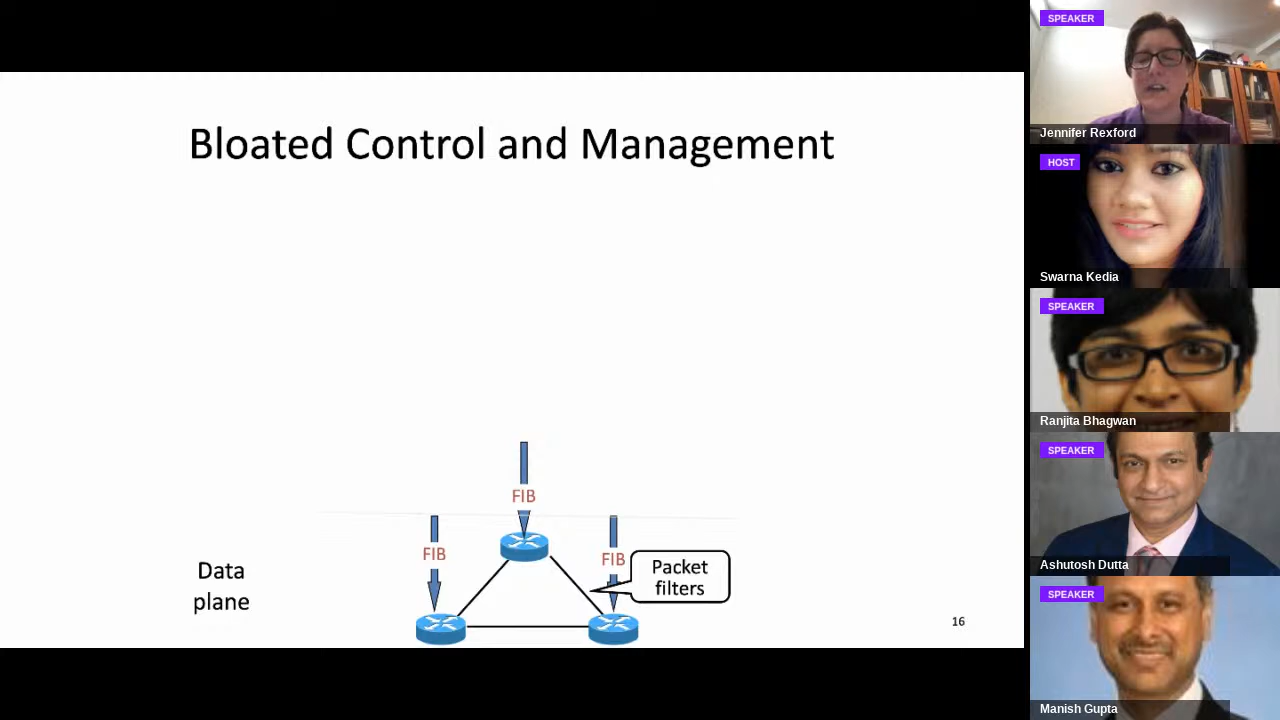 Bloated Control and Management
FIB
FIB
FIB
Packet
filters
Data
plane
16
SPEAKER
Jennifer Rexford
HOST
Swarna Kedia
SPEAKER
Ranjita Bhagwan
SPEAKER
Ashutosh Dutta
SPEAKER
Manish Gupta